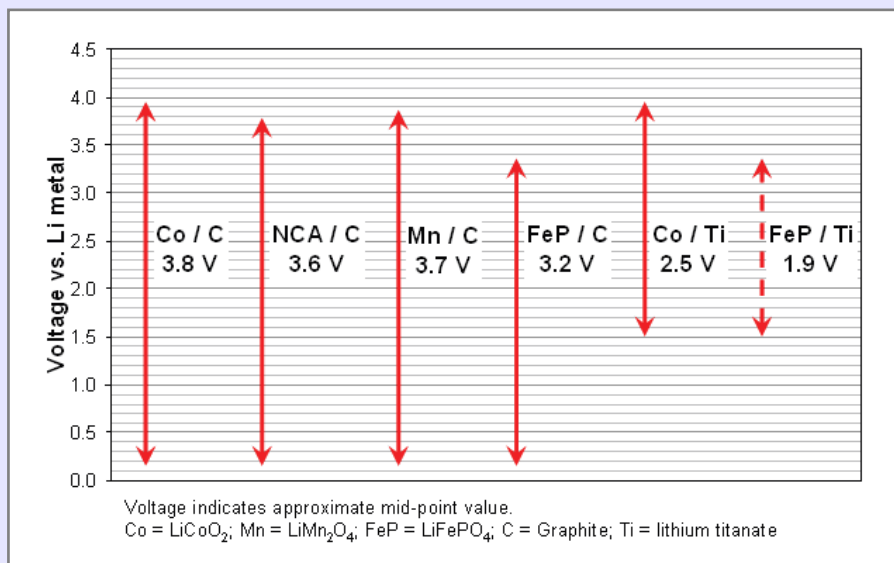 4.5
4.0
3.5
3.0
2.5
2.0
1.5
1.0
0.5
0.0
Voltage vs. Li metal
Co / C
3.8 V
NCA / C
3.6 V
Mn / C
3.7 V
FeP / C
3.2 V
Co / Ti
2.5 V
FeP / Ti
1.9 V
Voltage indicates approximate mid-point value.
Co = LiCoO₂; Mn = LiMn₂O₄; FeP = LiFePO₄; C = Graphite; Ti = lithium titanate